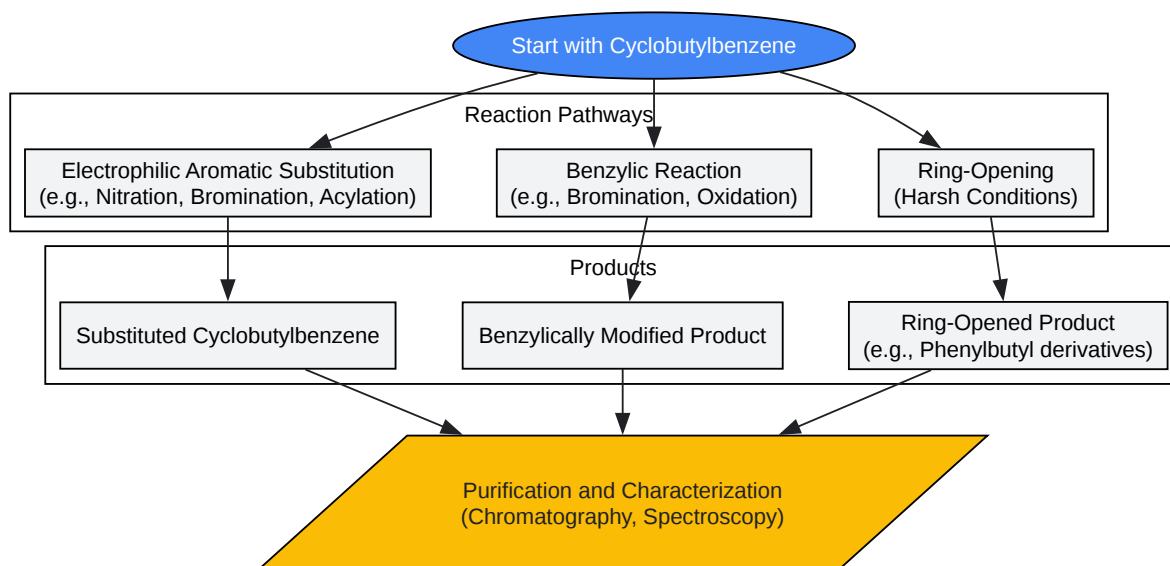 Start with Cyclobutylbenzene
Reaction Pathways
Electrophilic Aromatic Substitution
(e.g., Nitration, Bromination, Acylation)
Benzylic Reaction
(e.g., Bromination, Oxidation)
Ring-Opening
(Harsh Conditions)
Products
Substituted Cyclobutylbenzene
Benzylically Modified Product
Ring-Opened Product
(e.g., Phenylbutyl derivatives)
Purification and Characterization
(Chromatography, Spectroscopy)